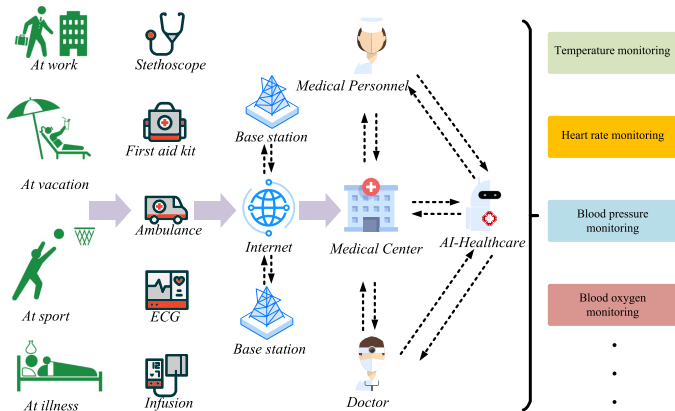 At work
Stethoscope
Medical Personnel
Temperature monitoring
Base station
First aid kit
Heart rate monitoring
At vacation
Ambulance
Internet
Medical Center
AI-Healthcare
Blood pressure
monitoring
At sport
ECG
Base station
Blood oxygen
monitoring
At illness
Infusion
Doctor